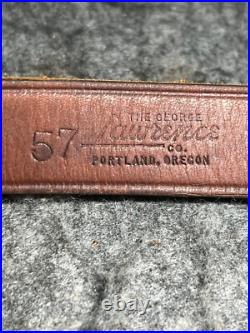 THE GEORGE
57 Lawrence
CO.
PORTLAND, OREGON